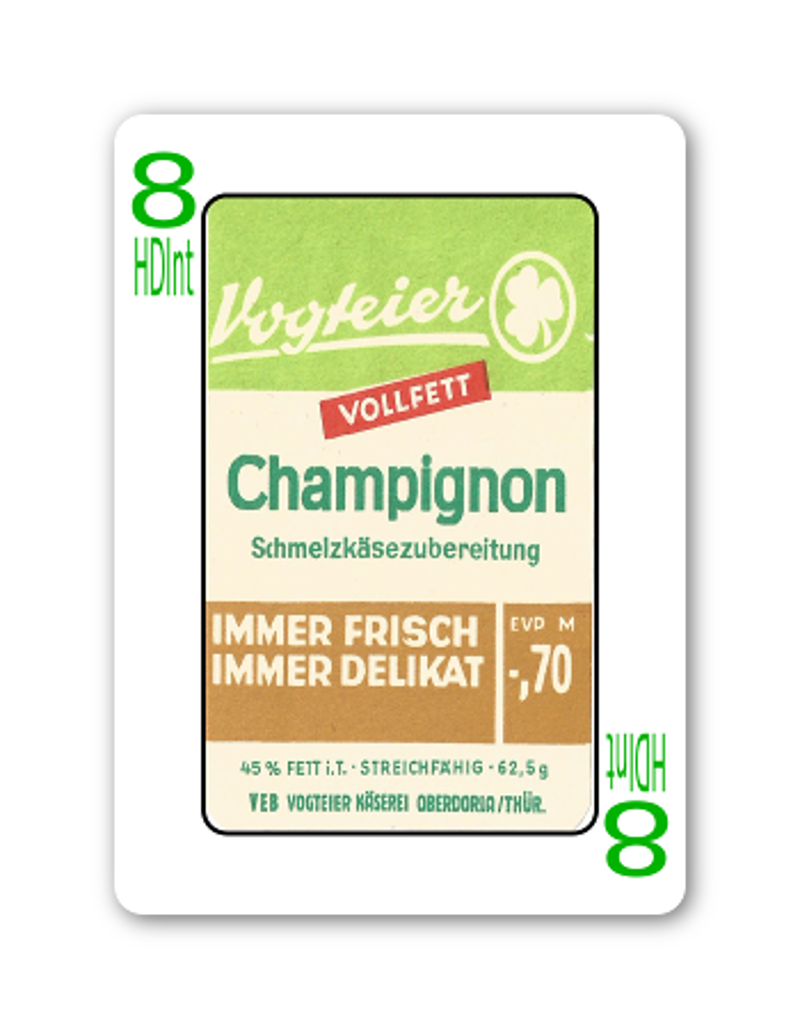 8
HDInt
Vogteier
VOLLFETT
Champignon
Schmelzkäsezubereitung
IMMER FRISCH
IMMER DELIKAT
EVP M
-,70
45% FETT i.T. · STREICHFÄHIG · 62,5g
VEB VOGTEIER KÄSEREI OBERDORLA/THÜR.
HDInt
8